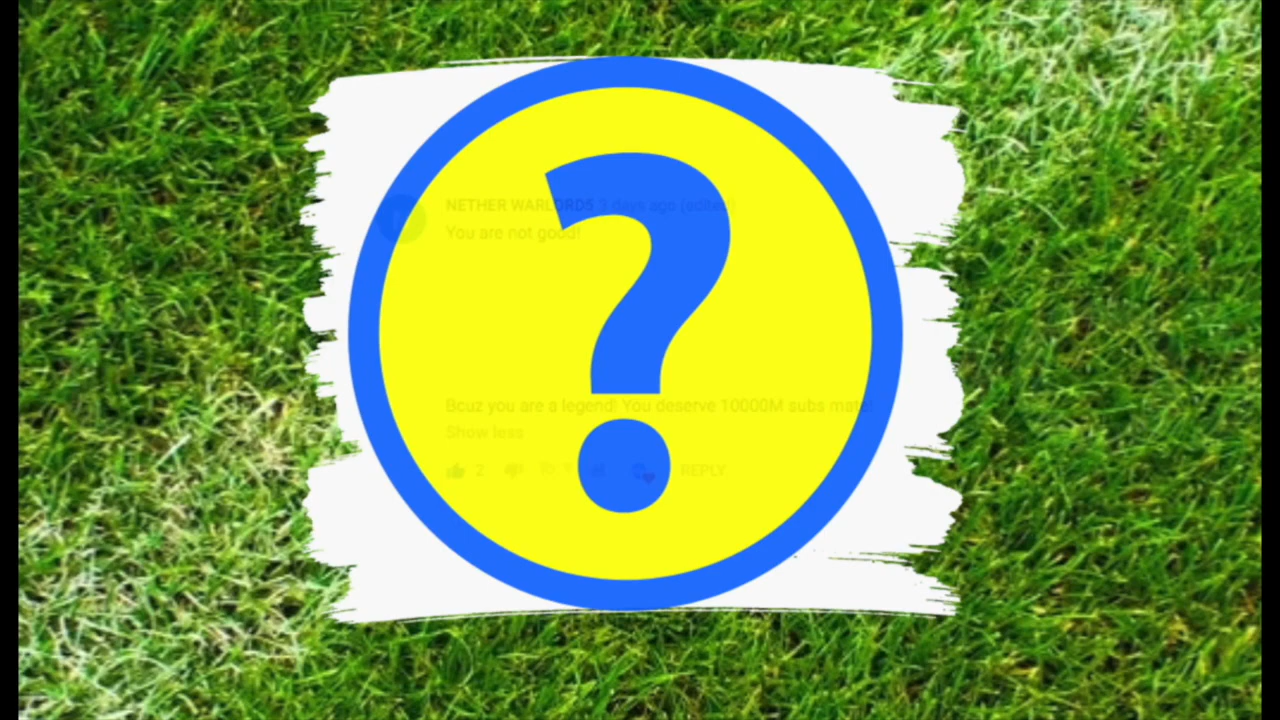 ?
NETHER WARLORDS 3 days ago (edited)
You are not good!
Bcuz you are a legend! You deserve 10000M subs mate!
Show less
2 REPLY